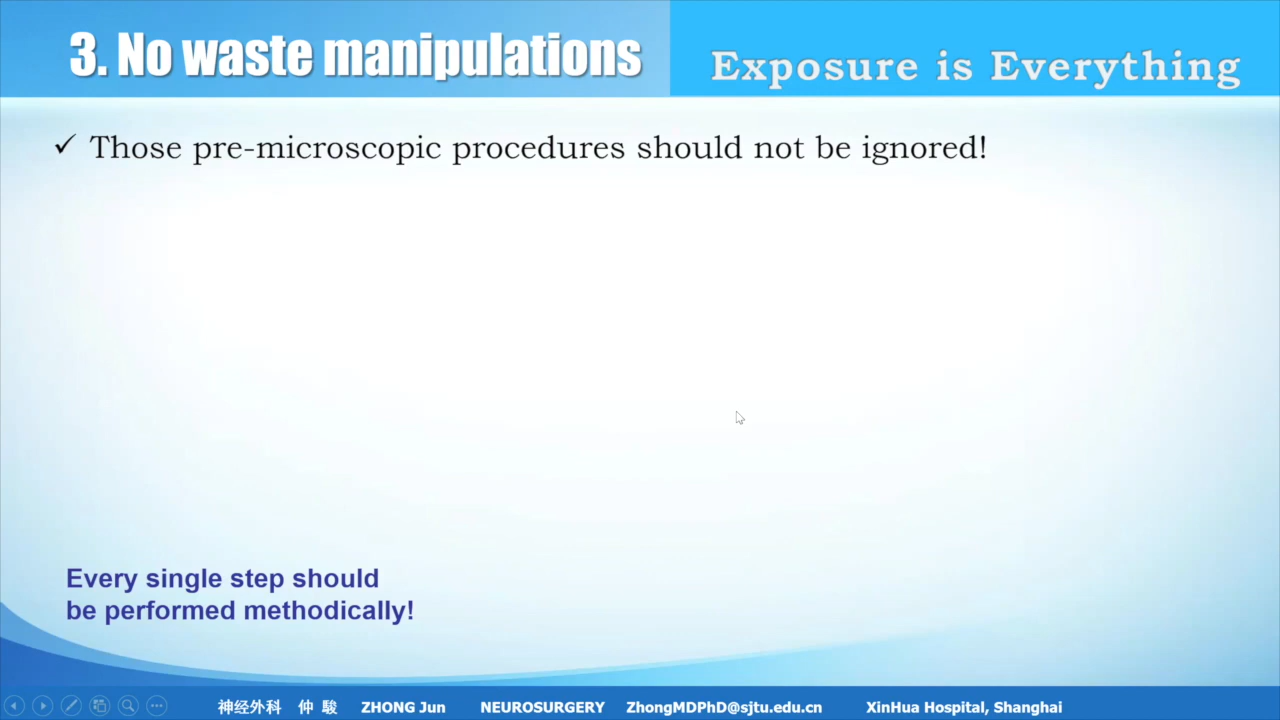 3. No waste manipulations
Exposure is Everything
✓ Those pre-microscopic procedures should not be ignored!
Every single step should
be performed methodically!
神经外科 仲 駿 ZHONG Jun NEUROSURGERY ZhongMDPhD@sjtu.edu.cn XinHua Hospital, Shanghai